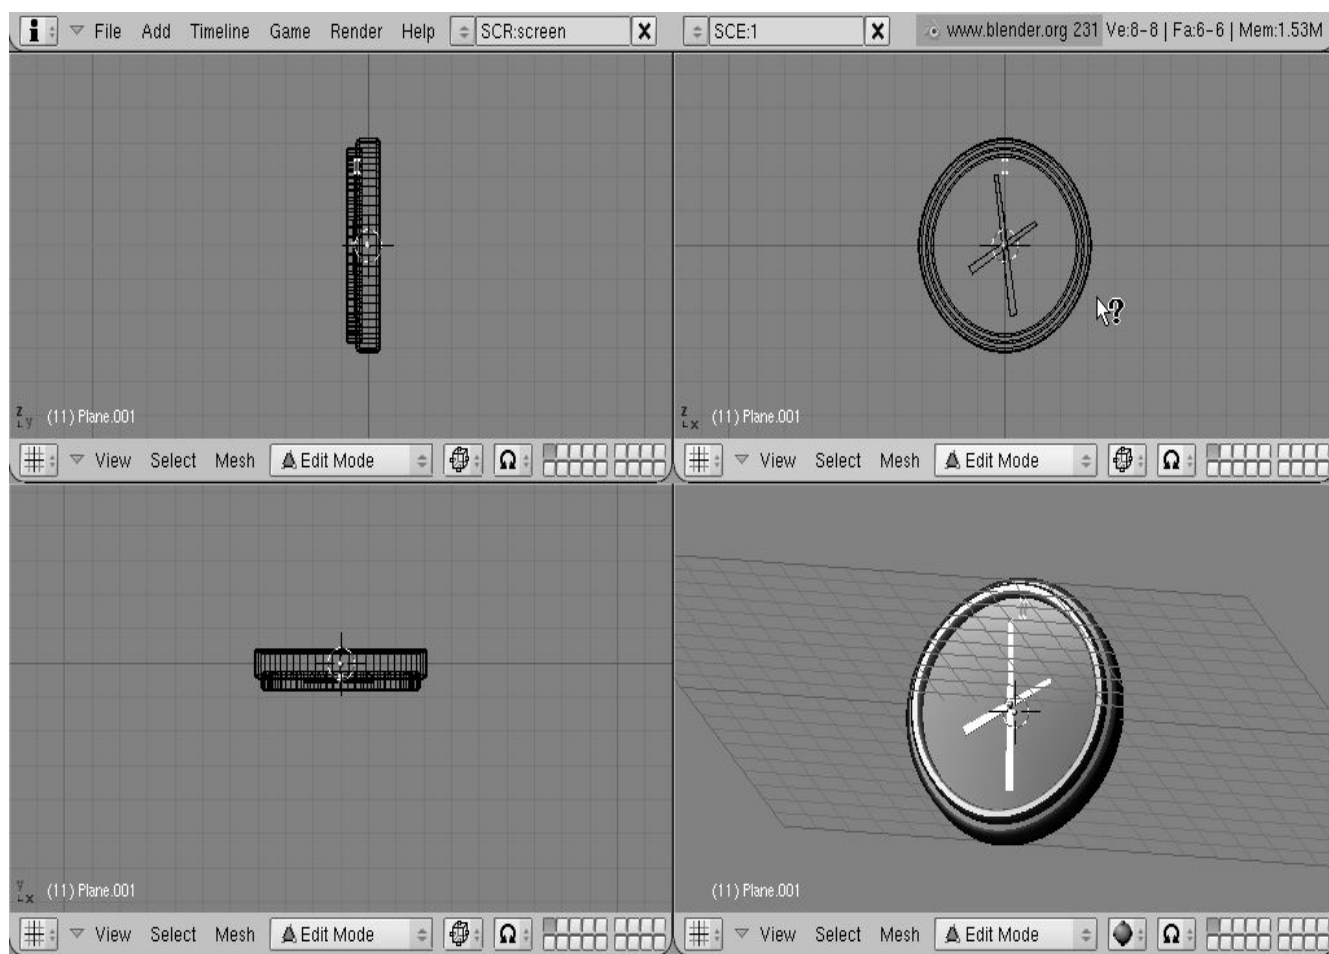 File Add Timeline Game Render Help SCR:screen SCE:1 www.blender.org 231 Ve:8-8 | Fa:6-6 | Mem:1.53M
z y (11) Plane.001
z x (11) Plane.001
View Select Mesh Edit Mode
View Select Mesh Edit Mode
y x (11) Plane.001
(11) Plane.001
View Select Mesh Edit Mode
View Select Mesh Edit Mode